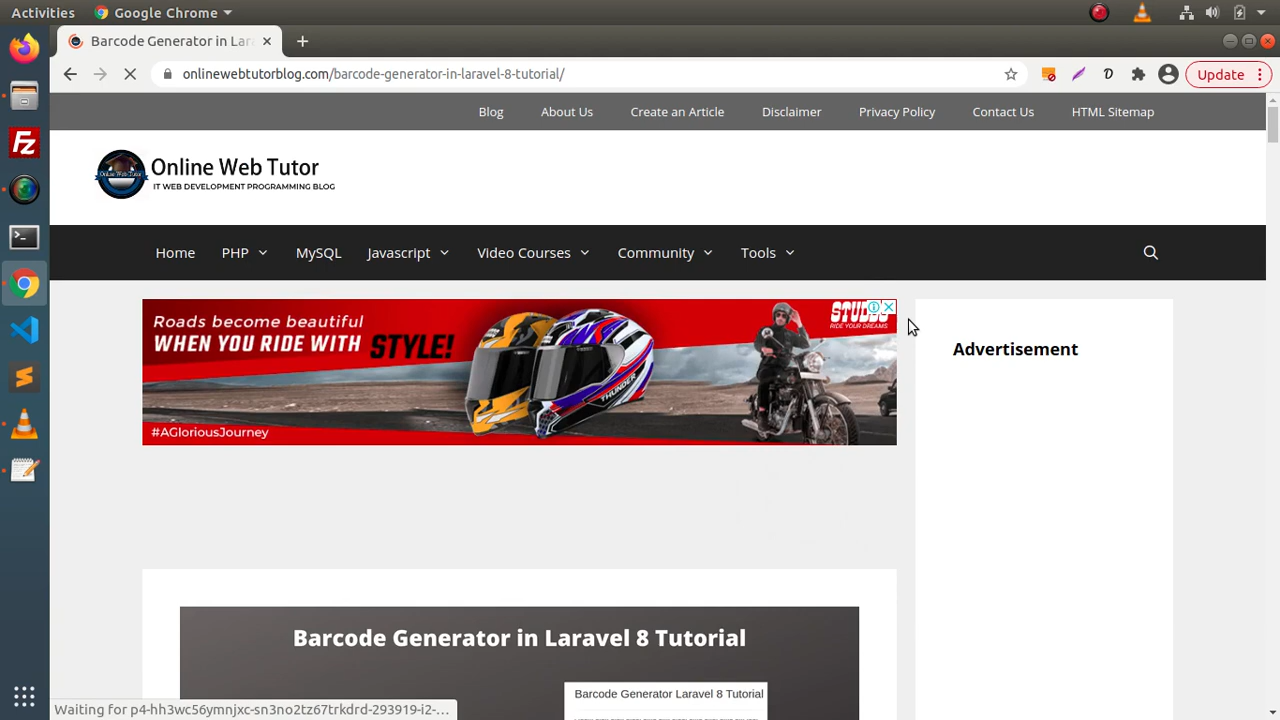 Activities
Google Chrome
Barcode Generator in Lar
onlinewebtutorblog.com/barcode-generator-in-laravel-8-tutorial/
Update
Blog
About Us
Create an Article
Disclaimer
Privacy Policy
Contact Us
HTML Sitemap
Online Web Tutor
IT WEB DEVELOPMENT PROGRAMMING BLOG
Home
PHP
MySQL
Javascript
Video Courses
Community
Tools
Roads become beautiful
WHEN YOU RIDE WITH STYLE!
RIDE YOUR DREAMS
THUNDER
#AGloriousJourney
Advertisement
Barcode Generator in Laravel 8 Tutorial
Barcode Generator Laravel 8 Tutorial
Waiting for p4-hh3wc56ymnjxc-sn3no2tz67trkdrd-293919-i2-...